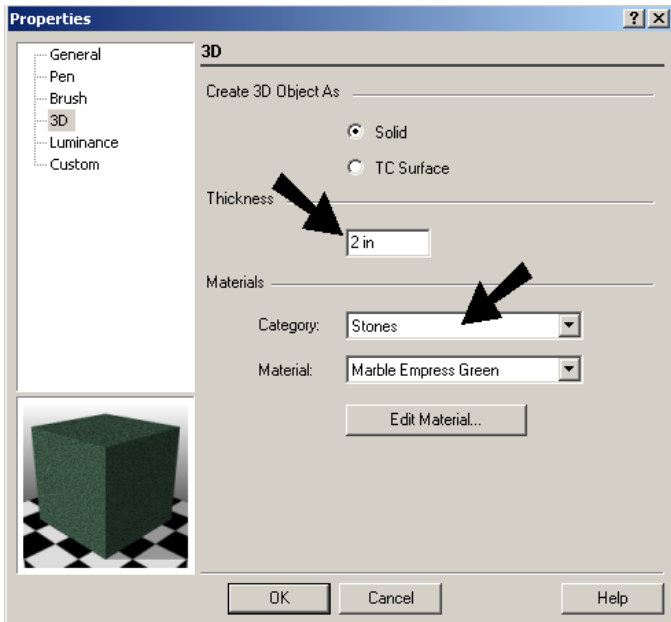 Properties
General
Pen
Brush
3D
Luminance
Custom
3D
Create 3D Object As
Solid
TC Surface
Thickness
2 in
Materials
Category: Stones
Material: Marble Empress Green
Edit Material...
OK Cancel Help